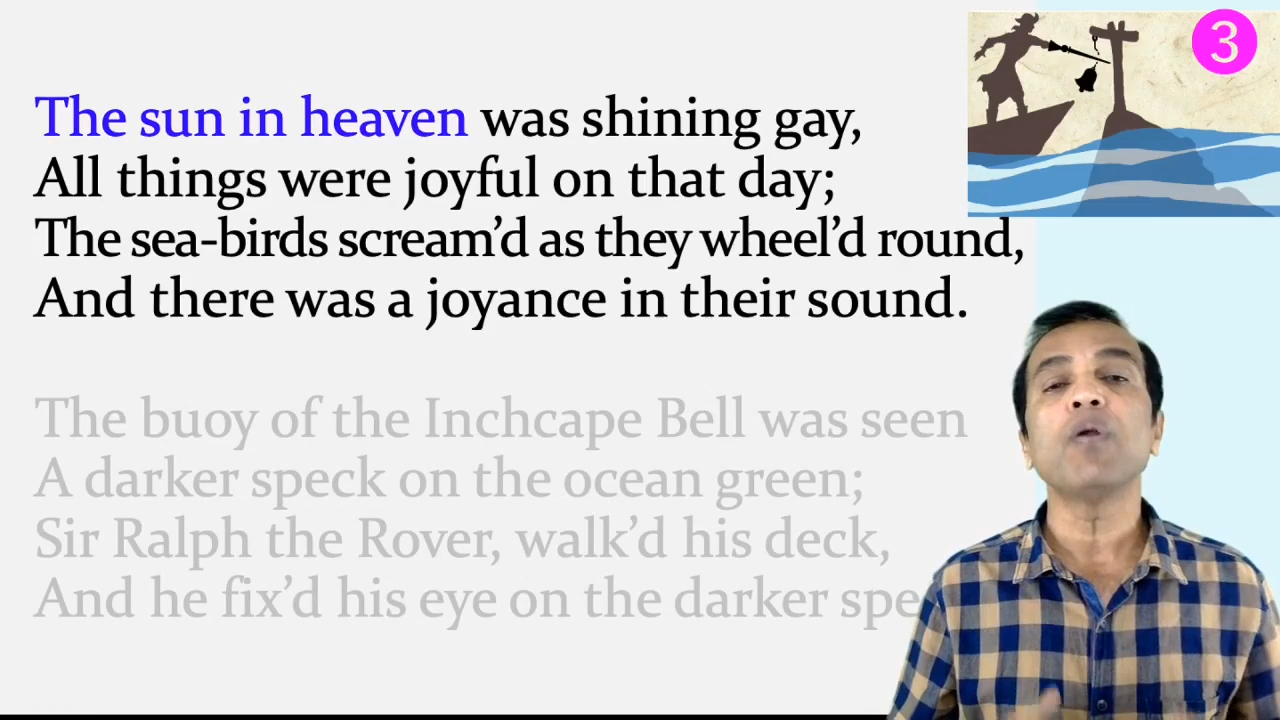 The sun in heaven was shining gay,
All things were joyful on that day;
The sea-birds scream’d as they wheel’d round,
And there was a joyance in their sound.
The buoy of the Inchcape Bell was seen
A darker speck on the ocean green;
Sir Ralph the Rover, walk’d his deck,
And he fix’d his eye on the darker
3